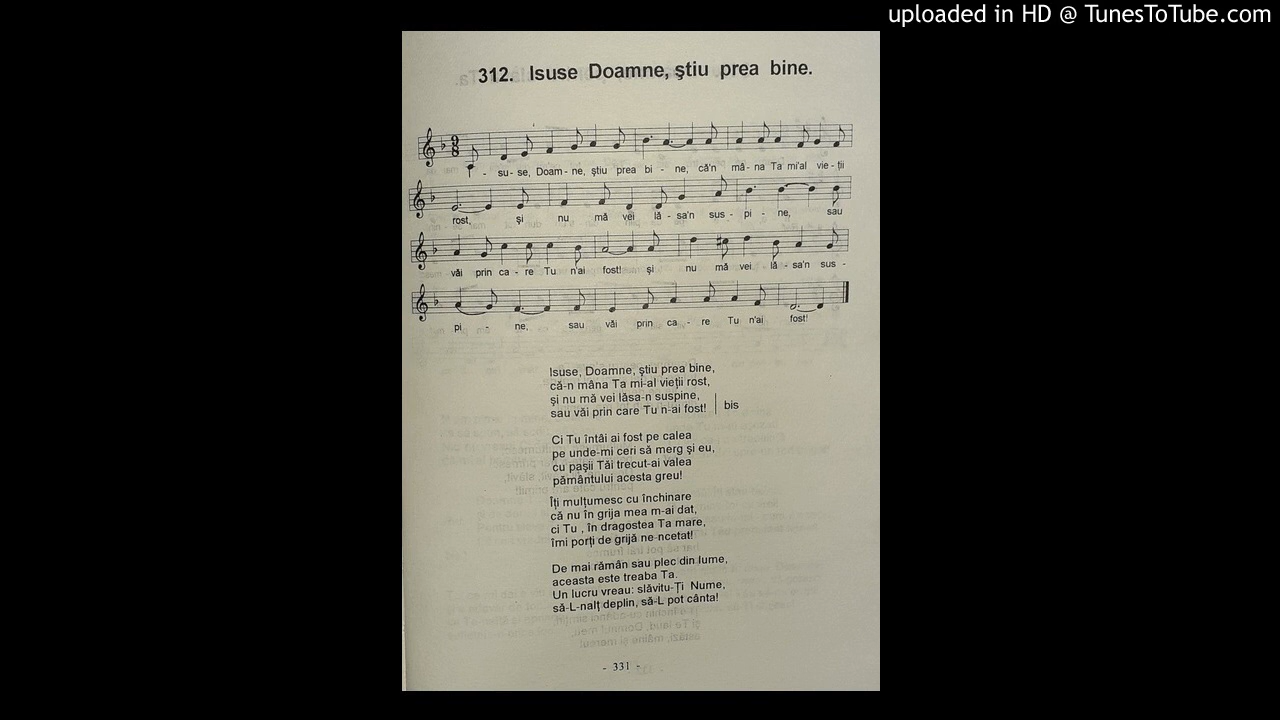 uploaded in HD @ TunesToTube.com
312. Isuse Doamne, ştiu prea bine.
9
8
I - su - se, Doam - ne, ştiu prea bi - ne, că'n mâ - na Ta mi'al vie - ţii
rost, şi nu mă vei lă - sa'n sus - pi - ne, sau
văi prin ca - re Tu n'ai fost! şi nu mă vei lă - sa'n sus -
pi - ne, sau văi prin ca - re Tu n'ai fost!
Isuse, Doamne, ştiu prea bine,
că-n mâna Ta mi-al vieţii rost,
şi nu mă vei lăsa-n suspine,
sau văi prin care Tu n-ai fost! bis
Ci Tu întâi ai fost pe calea
pe unde-mi ceri să merg şi eu,
cu paşii Tăi trecut-ai valea
pământului acesta greu!
Îţi mulţumesc cu închinare
că nu în grija mea m-ai dat,
ci Tu , în dragostea Ta mare,
îmi porţi de grijă ne-ncetat!
De mai rămân sau plec din lume,
aceasta este treaba Ta.
Un lucru vreau: slăvitu-Ţi Nume,
să-L-nalţ deplin, să-L pot cânta!
- 331 -